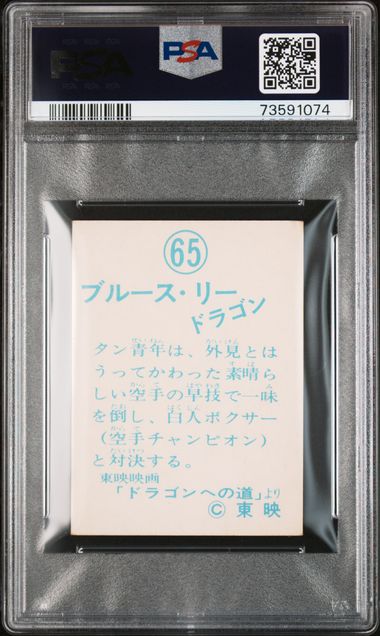 PSA
PSA
73591074
65
ブルース・リー
ドラゴン
タン青年は、外見とは
うってかわった素晴ら
しい空手の早技で一味
を倒し、白人ボクサー
(空手チャンピオン)
と対決する。
東映映画
「ドラゴンへの道」より
© 東映